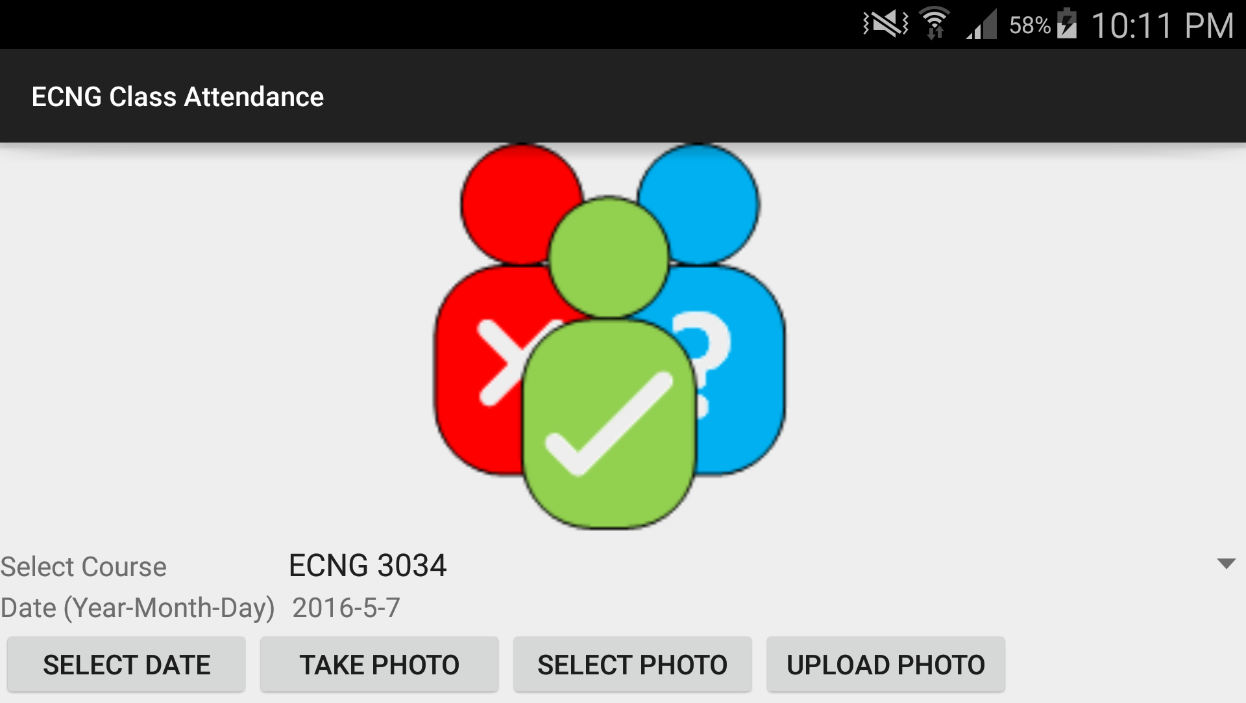 58% 10:11 PM
ECNG Class Attendance
?
Select Course ECNG 3034
Date (Year-Month-Day) 2016-5-7
SELECT DATE TAKE PHOTO SELECT PHOTO UPLOAD PHOTO